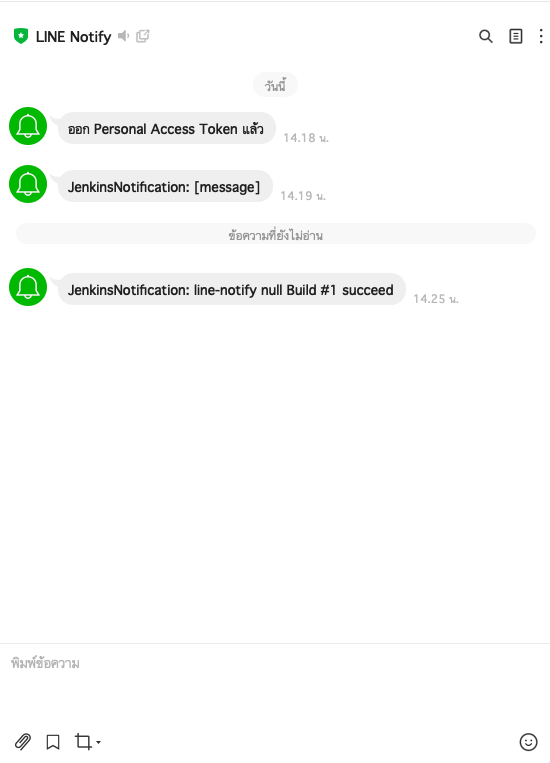 LINE Notify
วันนี้
ออก Personal Access Token แล้ว
14.18 น.
JenkinsNotification: [message]
14.19 น.
ข้อความที่ยังไม่อ่าน
JenkinsNotification: line-notify null Build #1 succeed
14.25 น.
พิมพ์ข้อความ